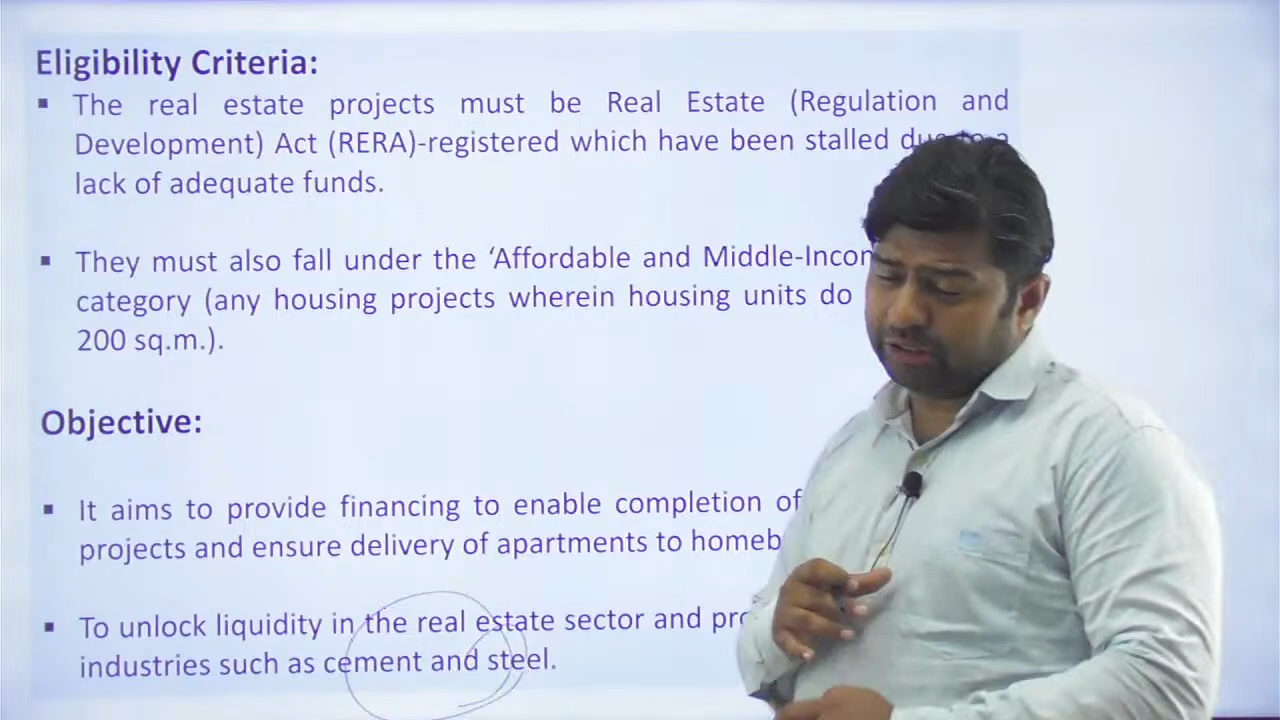 Eligibility Criteria:
▪ The real estate projects must be Real Estate (Regulation and
Development) Act (RERA)-registered which have been stalled due to a
lack of adequate funds.
▪ They must also fall under the ‘Affordable and Middle-Incom
category (any housing projects wherein housing units do
200 sq.m.).
Objective:
▪ It aims to provide financing to enable completion of
projects and ensure delivery of apartments to homeb
▪ To unlock liquidity in the real estate sector and pro
industries such as cement and steel.